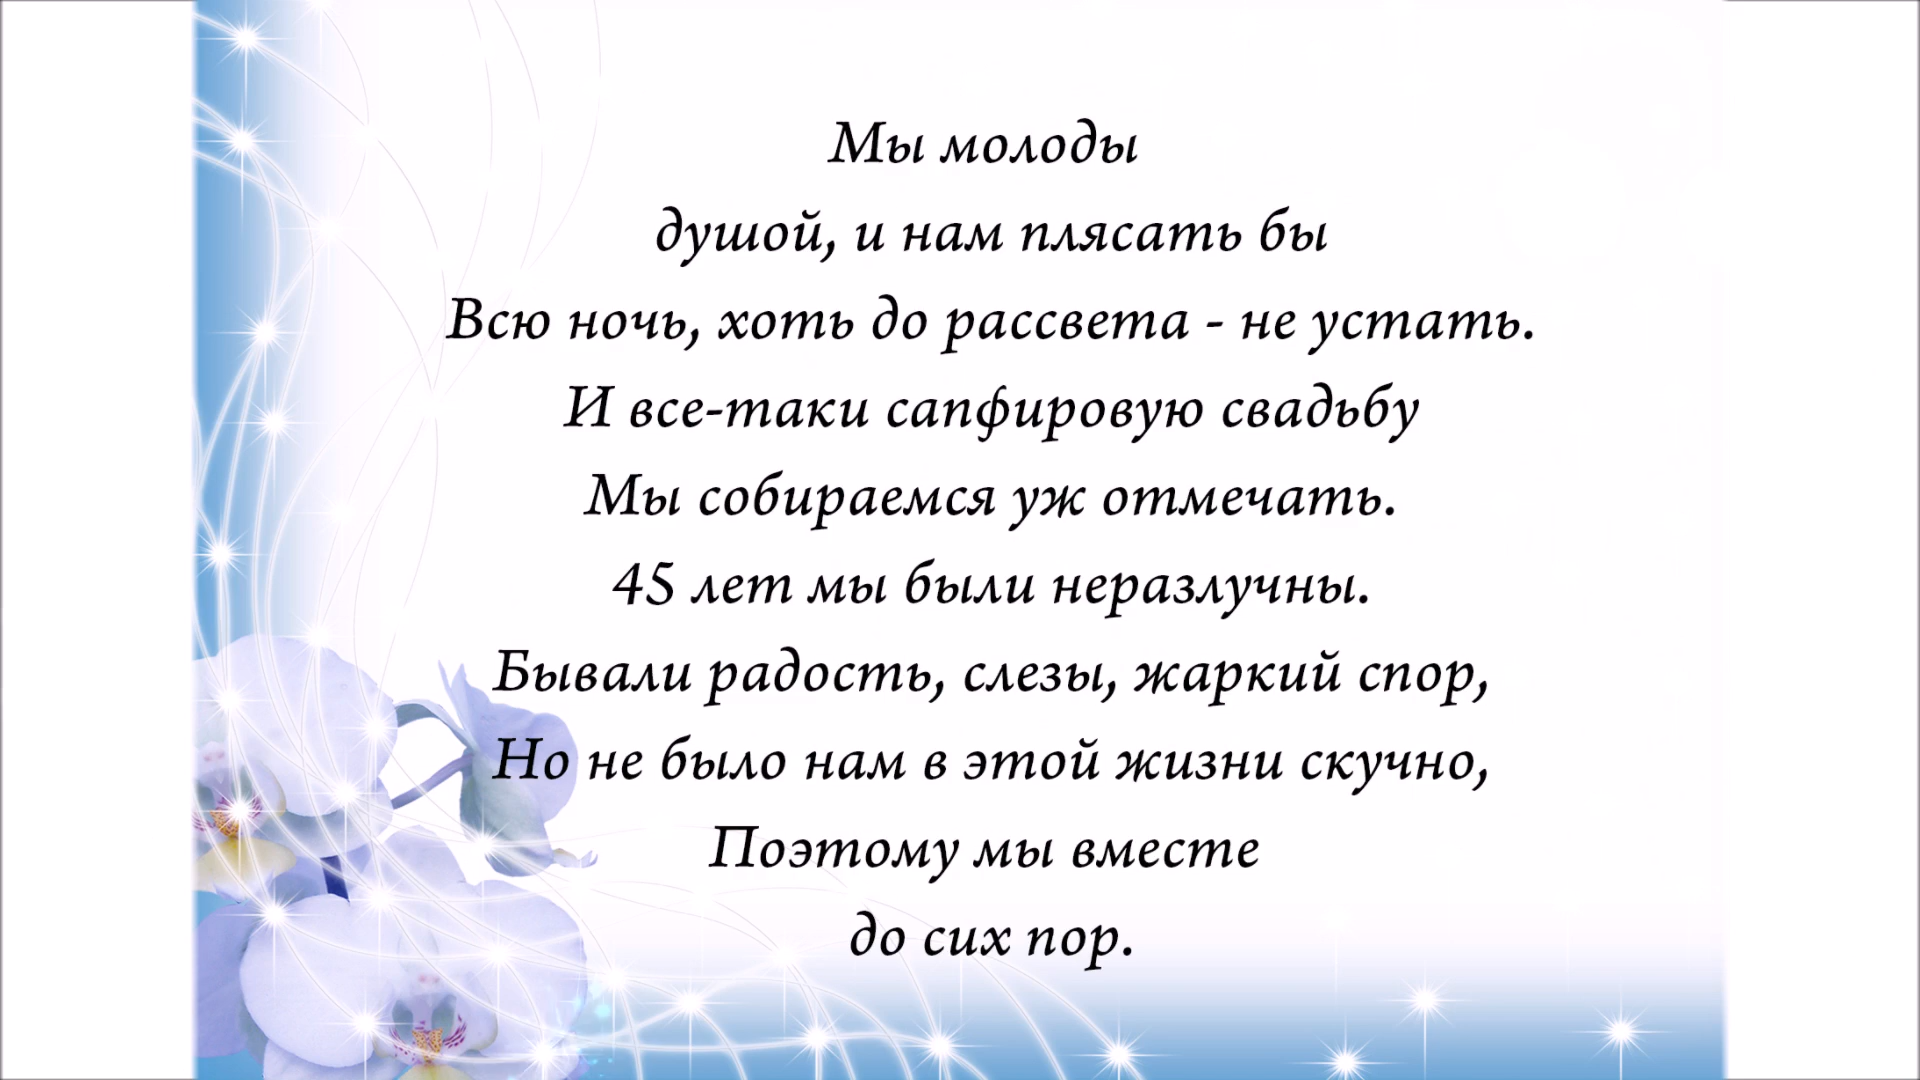 Мы молоды
душой, и нам плясать бы
Всю ночь, хоть до рассвета - не устать.
И все-таки сапфировую свадьбу
Мы собираемся уж отмечать.
45 лет мы были неразлучны.
Бывали радость, слезы, жаркий спор,
Но не было нам в этой жизни скучно,
Поэтому мы вместе
до сих пор.